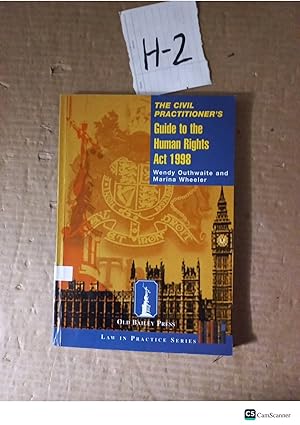 H-2
THE CIVIL
PRACTITIONER'S
Guide to the
Human Rights
Act 1998
Wendy Outhwaite and
Marina Wheeler
OLD BAILEY PRESS
LAW IN PRACTICE SERIES
CS CamScanner